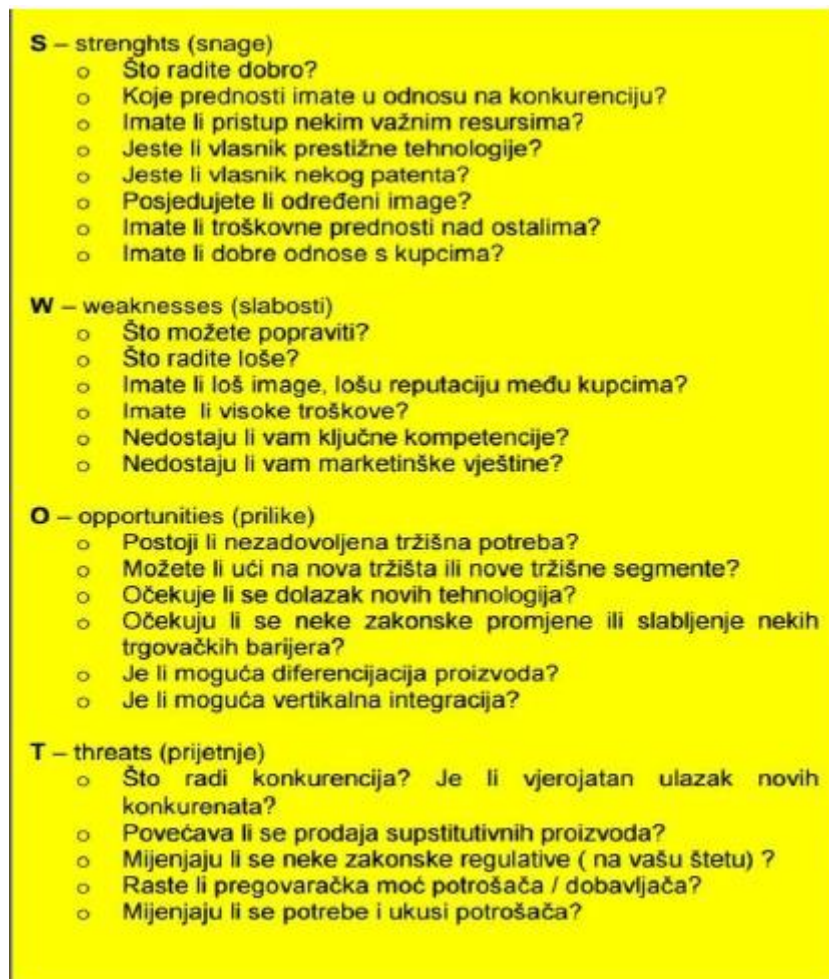 S – strenghts (snage)
o Što radite dobro?
o Koje prednosti imate u odnosu na konkurenciju?
o Imate li pristup nekim važnim resursima?
o Jeste li vlasnik prestižne tehnologije?
o Jeste li vlasnik nekog patenta?
o Posjedujete li određeni image?
o Imate li troškovne prednosti nad ostalima?
o Imate li dobre odnose s kupcima?
W – weaknesses (slabosti)
o Što možete popraviti?
o Što radite loše?
o Imate li loš image, lošu reputaciju među kupcima?
o Imate li visoke troškove?
o Nedostaju li vam ključne kompetencije?
o Nedostaju li vam marketinške vještine?
O – opportunities (prilike)
o Postoji li nezadovoljena tržišna potreba?
o Možete li ući na nova tržišta ili nove tržišne segmente?
o Očekuje li se dolazak novih tehnologija?
o Očekuju li se neke zakonske promjene ili slabljenje nekih
trgovačkih barijera?
o Je li moguća diferencijacija proizvoda?
o Je li moguća vertikalna integracija?
T – threats (prijetnje)
o Što radi konkurencija? Je li vjerojatan ulazak novih
konkurenata?
o Povećava li se prodaja supstitutivnih proizvoda?
o Mijenjaju li se neke zakonske regulative ( na vašu štetu) ?
o Raste li pregovaračka moć potrošača / dobavljača?
o Mijenjaju li se potrebe i ukusi potrošača?